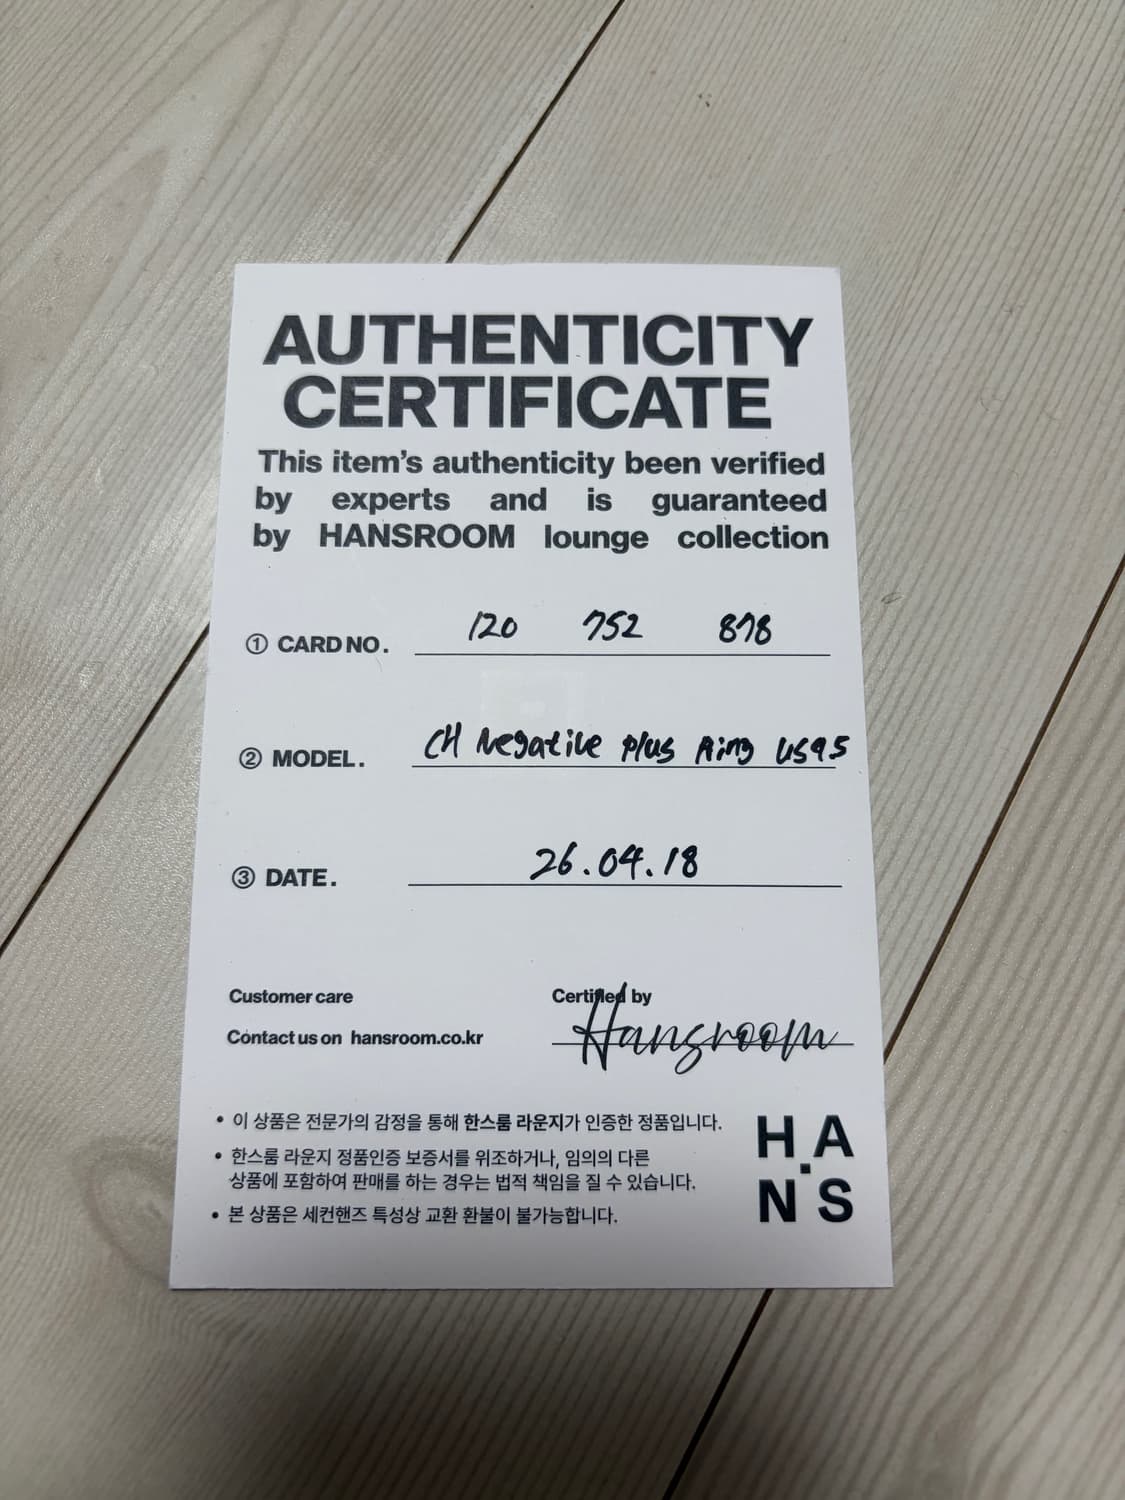 AUTHENTICITY
CERTIFICATE
This item's authenticity been verified
by experts and is guaranteed
by HANSROOM lounge collection
① CARD NO. 120 752 878
② MODEL. CH Negative Plus Ring US95
③ DATE. 26.04.18
Customer care
Contact us on hansroom.co.kr
Certified by
Hansroom
• 이 상품은 전문가의 감정을 통해 한스룸 라운지가 인증한 정품입니다.
• 한스룸 라운지 정품인증 보증서를 위조하거나, 임의의 다른
상품에 포함하여 판매를 하는 경우는 법적 책임을 질 수 있습니다.
• 본 상품은 세컨핸즈 특성상 교환 환불이 불가능합니다.
H.A
N S